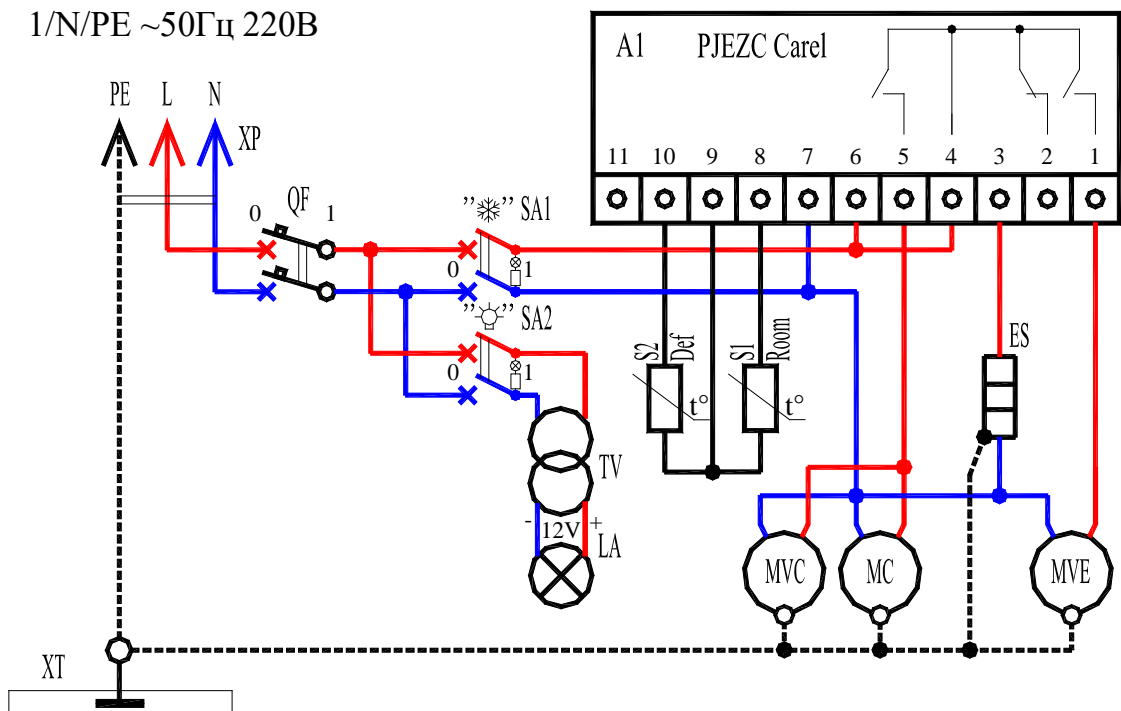 1/N/PE ~50Гц 220В
A1 PJEZC Carel
PE L N
XP
11 10 9 8 7 6 5 4 3 2 1
0 QF 1
"❄" SA1
0 1
"" SA2
0 1
S2 Def
t°
S1 Room
t°
ES
TV
- 12V +
LA
MVC MC MVE
XT